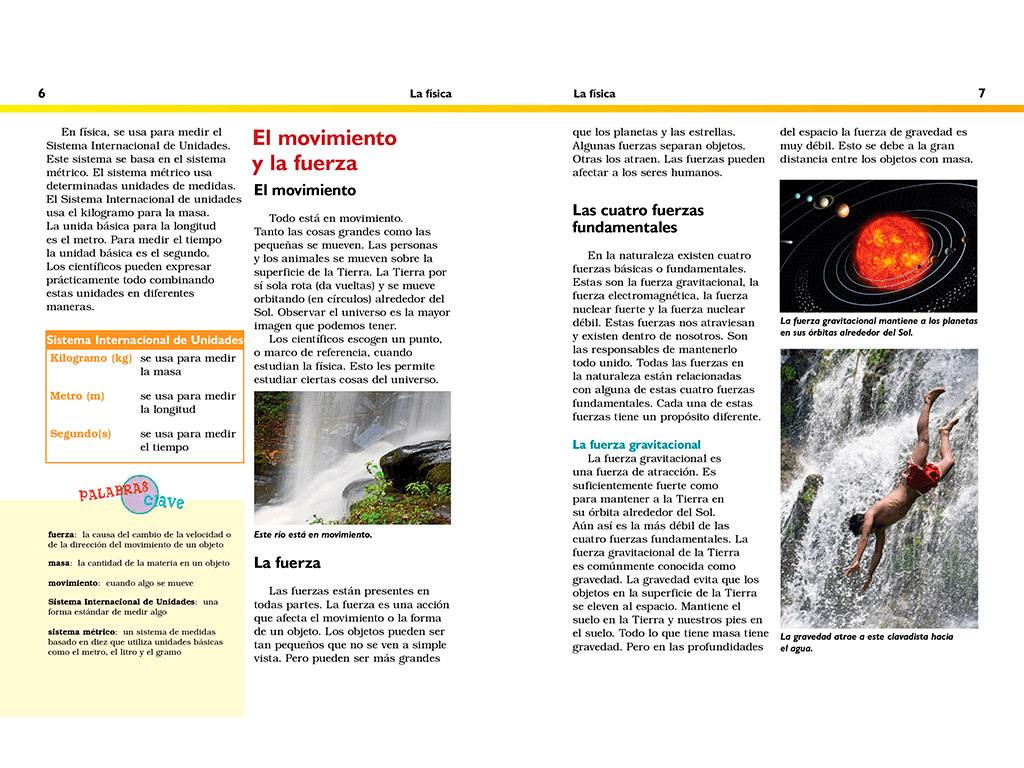 6
La física
En física, se usa para medir el
Sistema Internacional de Unidades.
Este sistema se basa en el sistema
métrico. El sistema métrico usa
determinadas unidades de medidas.
El Sistema Internacional de unidades
usa el kilogramo para la masa.
La unida básica para la longitud
es el metro. Para medir el tiempo
la unidad básica es el segundo.
Los científicos pueden expresar
prácticamente todo combinando
estas unidades en diferentes
maneras.
Sistema Internacional de Unidades
Kilogramo (kg) se usa para medir
la masa
Metro (m) se usa para medir
la longitud
Segundo(s) se usa para medir
el tiempo
PALABRAS
clave
fuerza: la causa del cambio de la velocidad o
de la dirección del movimiento de un objeto
masa: la cantidad de la materia en un objeto
movimiento: cuando algo se mueve
Sistema Internacional de Unidades: una
forma estándar de medir algo
sistema métrico: un sistema de medidas
basado en diez que utiliza unidades básicas
como el metro, el litro y el gramo
El movimiento
y la fuerza
El movimiento
Todo está en movimiento.
Tanto las cosas grandes como las
pequeñas se mueven. Las personas
y los animales se mueven sobre la
superficie de la Tierra. La Tierra por
sí sola rota (da vueltas) y se mueve
orbitando (en círculos) alrededor del
Sol. Observar el universo es la mayor
imagen que podemos tener.
Los científicos escogen un punto,
o marco de referencia, cuando
estudian la física. Esto les permite
estudiar ciertas cosas del universo.
Este río está en movimiento.
La fuerza
Las fuerzas están presentes en
todas partes. La fuerza es una acción
que afecta el movimiento o la forma
de un objeto. Los objetos pueden ser
tan pequeños que no se ven a simple
vista. Pero pueden ser más grandes
La física
7
que los planetas y las estrellas.
Algunas fuerzas separan objetos.
Otras los atraen. Las fuerzas pueden
afectar a los seres humanos.
Las cuatro fuerzas
fundamentales
En la naturaleza existen cuatro
fuerzas básicas o fundamentales.
Estas son la fuerza gravitacional, la
fuerza electromagnética, la fuerza
nuclear fuerte y la fuerza nuclear
débil. Estas fuerzas nos atraviesan
y existen dentro de nosotros. Son
las responsables de mantenerlo
todo unido. Todas las fuerzas en
la naturaleza están relacionadas
con alguna de estas cuatro fuerzas
fundamentales. Cada una de estas
fuerzas tiene un propósito diferente.
La fuerza gravitacional
La fuerza gravitacional es
una fuerza de atracción. Es
suficientemente fuerte como
para mantener a la Tierra en
su órbita alrededor del Sol.
Aún así es la más débil de las
cuatro fuerzas fundamentales. La
fuerza gravitacional de la Tierra
es comúnmente conocida como
gravedad. La gravedad evita que los
objetos en la superficie de la Tierra
se eleven al espacio. Mantiene el
suelo en la Tierra y nuestros pies en
el suelo. Todo lo que tiene masa tiene
gravedad. Pero en las profundidades
del espacio la fuerza de gravedad es
muy débil. Esto se debe a la gran
distancia entre los objetos con masa.
La fuerza gravitacional mantiene a los planetas
en sus órbitas alrededor del Sol.
La gravedad atrae a este clavadista hacia
el agua.